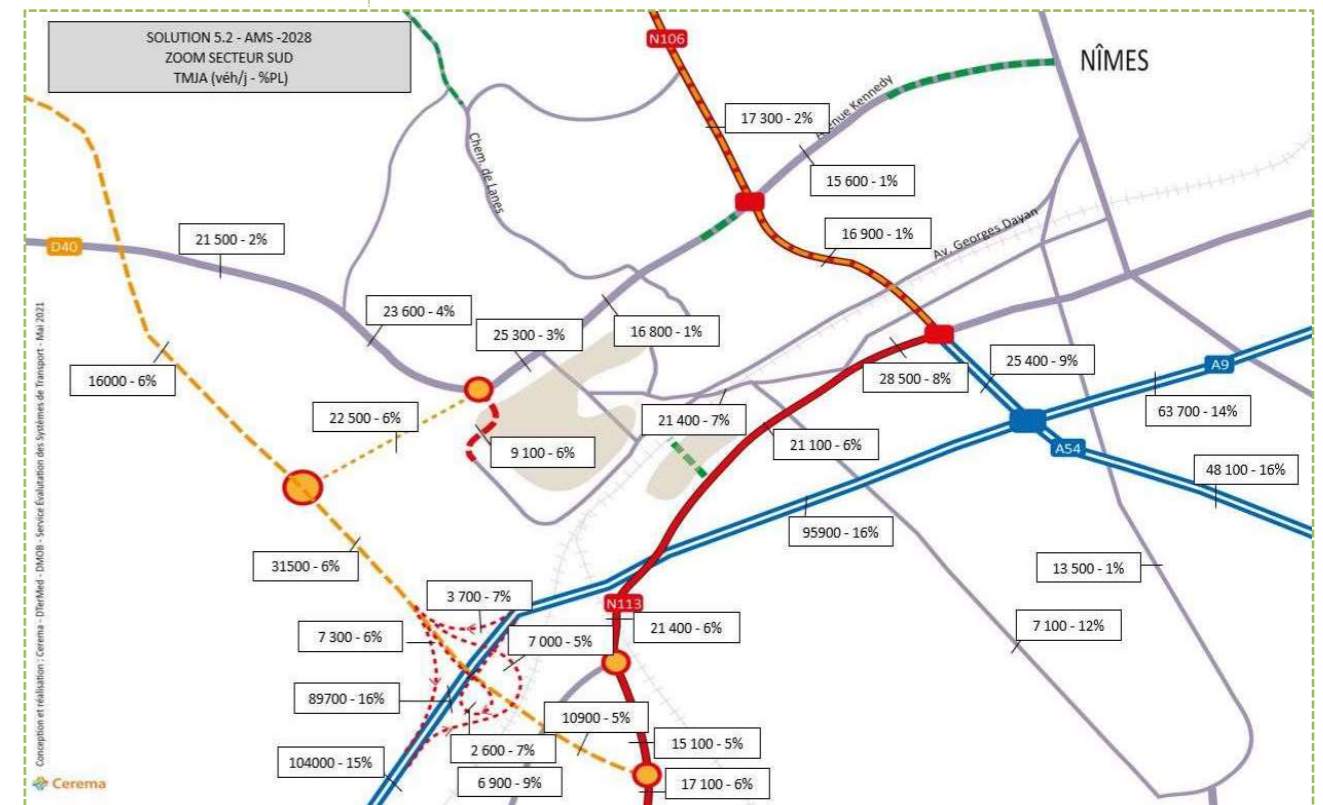 SOLUTION 5.2 - AMS -2028
ZOOM SECTEUR SUD
TMJA (véh/j - %PL)
N106
NÎMES
17 300 - 2%
Avenue Kennedy
15 600 - 1%
Chem. de Lanes
21 500 - 2%
D40
16 900 - 1%
Av. Georges Dayan
23 600 - 4%
25 300 - 3%
16 800 - 1%
16000 - 6%
28 500 - 8%
25 400 - 9%
A9
63 700 - 14%
22 500 - 6%
21 400 - 7%
9 100 - 6%
21 100 - 6%
A54
48 100 - 16%
95900 - 16%
31500 - 6%
13 500 - 1%
3 700 - 7%
N113
7 300 - 6%
7 000 - 5%
21 400 - 6%
7 100 - 12%
89700 - 16%
10900 - 5%
2 600 - 7%
15 100 - 5%
104000 - 15%
6 900 - 9%
17 100 - 6%
Conception et réalisation : Cerema - DTerMed - DMOB - Service Évalutation des Systèmes de Transport - Mai 2021
Cerema